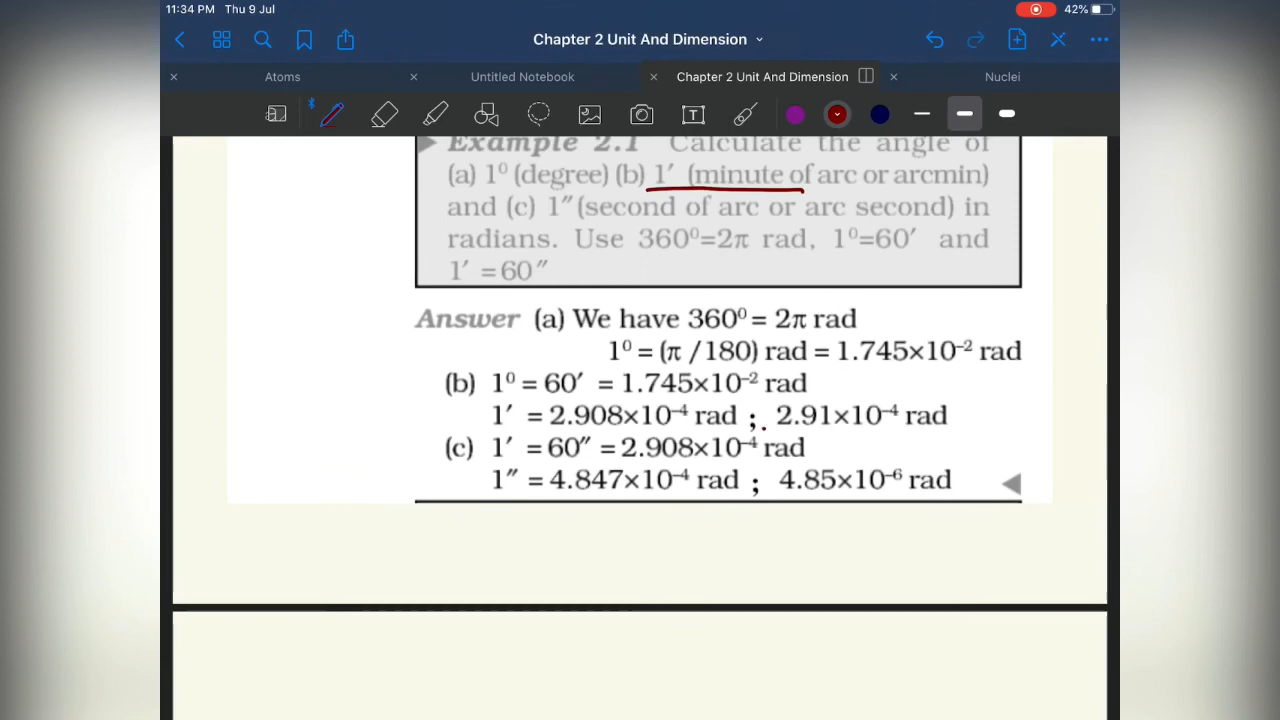 11:34 PM Thu 9 Jul 42%
Chapter 2 Unit And Dimension
Atoms Untitled Notebook Chapter 2 Unit And Dimension Nuclei
Example 2.1 Calculate the angle of
(a) 1⁰ (degree) (b) 1′ (minute of arc or arcmin)
and (c) 1″(second of arc or arc second) in
radians. Use 360⁰=2π rad, 1⁰=60′ and
1′ =60″
Answer (a) We have 360⁰= 2π rad
1⁰ = (π /180) rad = 1.745×10⁻² rad
(b) 1⁰ = 60′ = 1.745×10⁻² rad
1′ = 2.908×10⁻⁴ rad ; 2.91×10⁻⁴ rad
(c) 1′ = 60″ = 2.908×10⁻⁴ rad
1″ = 4.847×10⁻⁴ rad ; 4.85×10⁻⁶ rad